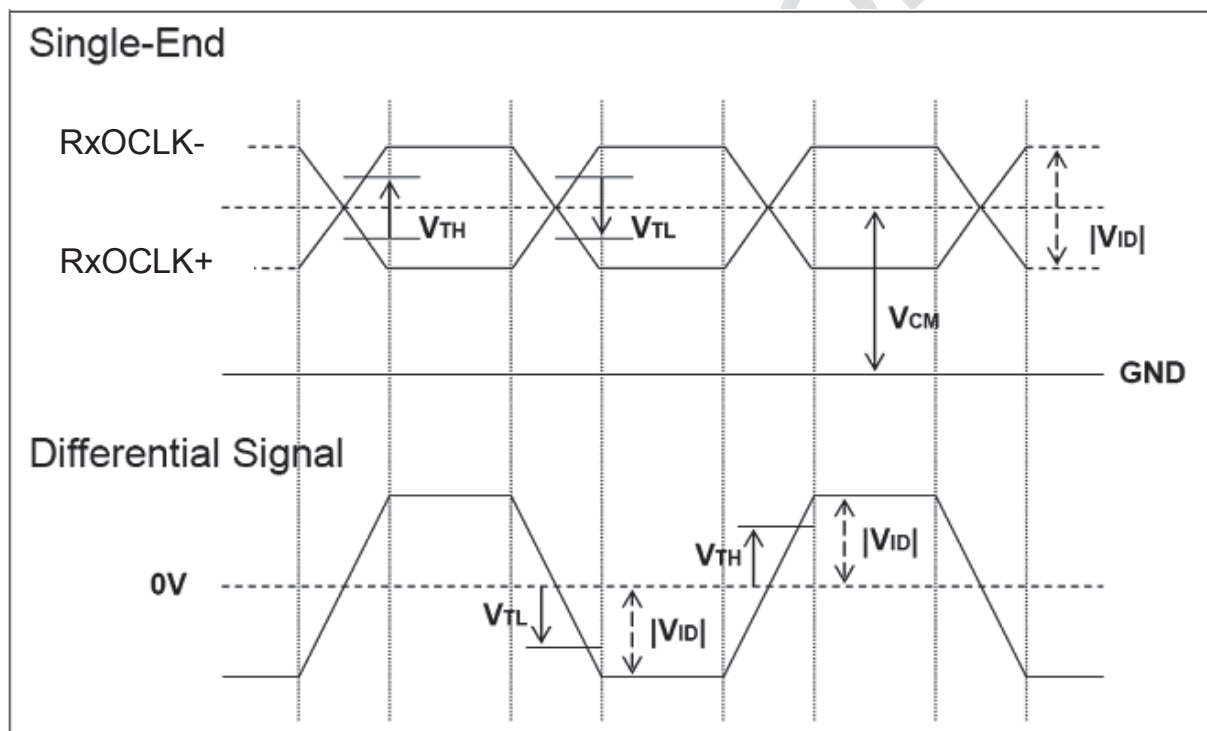 Single-End
RxOCLK-
VTH
VTL
RxOCLK+
|VID|
VCM
GND
Differential Signal
VTH
|VID|
0V
VTL
|VID|